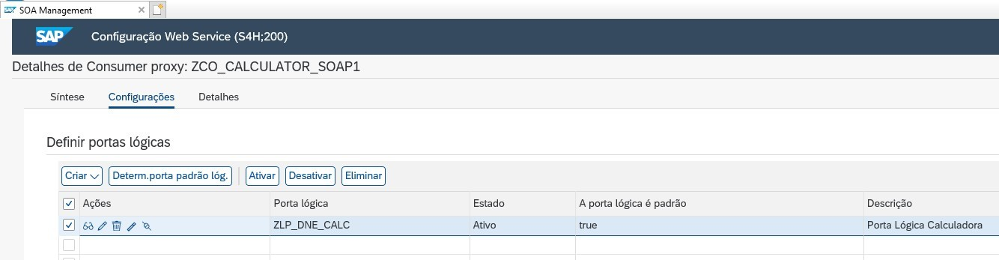 SAP SOA Management
SAP Configuração Web Service (S4H;200)
Detalhes de Consumer proxy: ZCO_CALCULATOR_SOAP1
Síntese Configurações Detalhes
Definir portas lógicas
Criar Determ.porta padrão lóg. Ativar Desativar Eliminar
Ações Porta lógica Estado A porta lógica é padrão Descrição
ZLP_DNE_CALC Ativo true Porta Lógica Calculadora